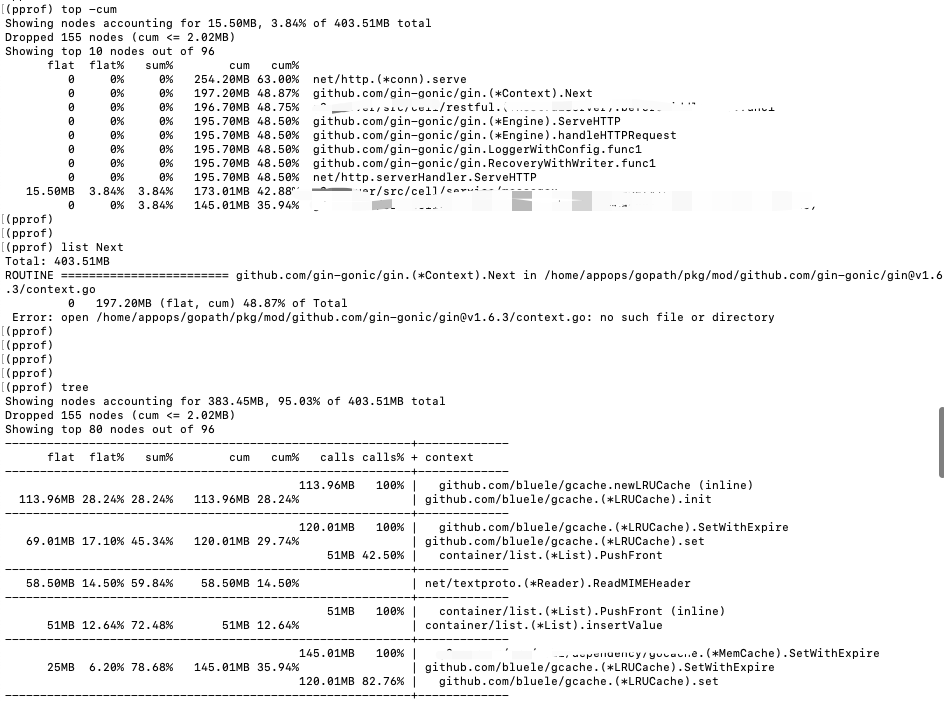 (pprof) top -cum
Showing nodes accounting for 15.50MB, 3.84% of 403.51MB total
Dropped 155 nodes (cum <= 2.02MB)
Showing top 10 nodes out of 96
flat flat% sum% cum cum%
0 0% 0% 254.20MB 63.00% net/http.(*conn).serve
0 0% 0% 197.20MB 48.87% github.com/gin-gonic/gin.(*Context).Next
0 0% 0% 196.70MB 48.75%
0 0% 0% 195.70MB 48.50% github.com/gin-gonic/gin.(*Engine).ServeHTTP
0 0% 0% 195.70MB 48.50% github.com/gin-gonic/gin.(*Engine).handleHTTPRequest
0 0% 0% 195.70MB 48.50% github.com/gin-gonic/gin.LoggerWithConfig.func1
0 0% 0% 195.70MB 48.50% github.com/gin-gonic/gin.RecoveryWithWriter.func1
0 0% 0% 195.70MB 48.50% net/http.serverHandler.ServeHTTP
15.50MB 3.84% 3.84% 173.01MB 42.88%
0 0% 3.84% 145.01MB 35.94%
(pprof)
(pprof)
(pprof) list Next
Total: 403.51MB
ROUTINE ======================== github.com/gin-gonic/gin.(*Context).Next in /home/appops/gopath/pkg/mod/github.com/gin-gonic/gin@v1.6
.3/context.go
0 197.20MB (flat, cum) 48.87% of Total
Error: open /home/appops/gopath/pkg/mod/github.com/gin-gonic/gin@v1.6.3/context.go: no such file or directory
(pprof)
(pprof)
(pprof)
(pprof)
(pprof) tree
Showing nodes accounting for 383.45MB, 95.03% of 403.51MB total
Dropped 155 nodes (cum <= 2.02MB)
Showing top 80 nodes out of 96
----------------------------------------------------------+-------------
flat flat% sum% cum cum% calls calls% + context
----------------------------------------------------------+-------------
113.96MB 100% | github.com/bluele/gcache.newLRUCache (inline)
113.96MB 28.24% 28.24% 113.96MB 28.24% | github.com/bluele/gcache.(*LRUCache).init
----------------------------------------------------------+-------------
120.01MB 100% | github.com/bluele/gcache.(*LRUCache).SetWithExpire
69.01MB 17.10% 45.34% 120.01MB 29.74% | github.com/bluele/gcache.(*LRUCache).set
51MB 42.50% | container/list.(*List).PushFront
----------------------------------------------------------+-------------
58.50MB 14.50% 59.84% 58.50MB 14.50% | net/textproto.(*Reader).ReadMIMEHeader
----------------------------------------------------------+-------------
51MB 100% | container/list.(*List).PushFront (inline)
51MB 12.64% 72.48% 51MB 12.64% | container/list.(*List).insertValue
----------------------------------------------------------+-------------
145.01MB 100% | (*MemCache).SetWithExpire
25MB 6.20% 78.68% 145.01MB 35.94% | github.com/bluele/gcache.(*LRUCache).SetWithExpire
120.01MB 82.76% | github.com/bluele/gcache.(*LRUCache).set
----------------------------------------------------------+-------------